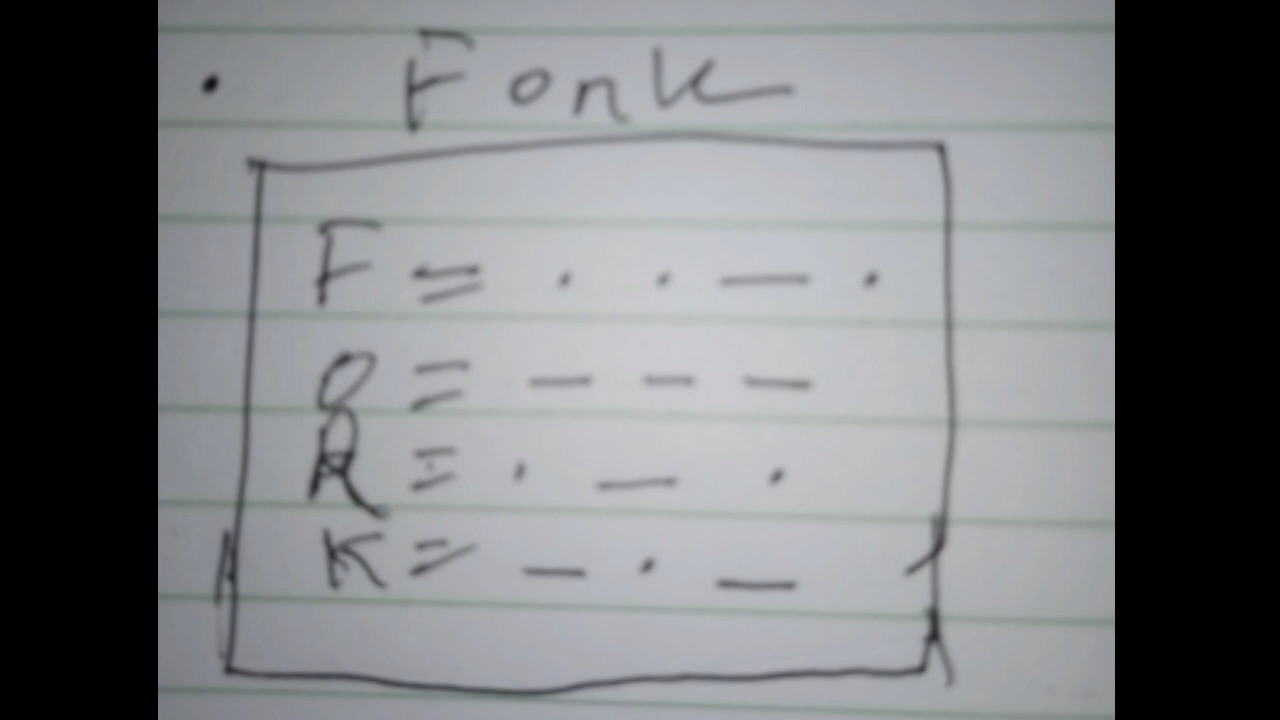 . Fonk
F = . . — .
O = — — —
R = . — .
K = — . —